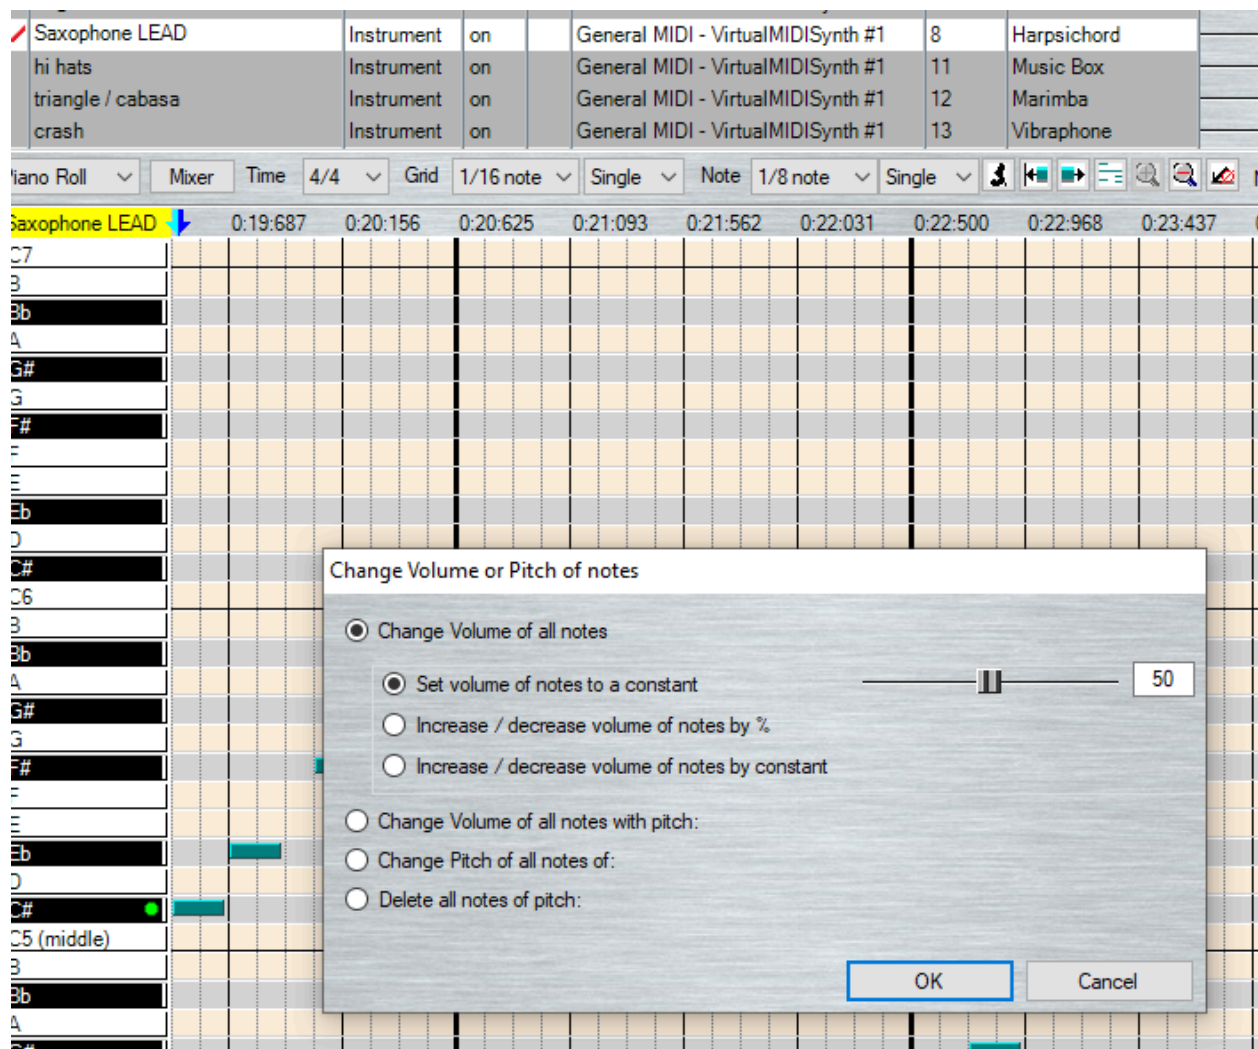 Saxophone LEAD Instrument on General MIDI - VirtualMIDISynth #1 8 Harpsichord
hi hats Instrument on General MIDI - VirtualMIDISynth #1 11 Music Box
triangle / cabasa Instrument on General MIDI - VirtualMIDISynth #1 12 Marimba
crash Instrument on General MIDI - VirtualMIDISynth #1 13 Vibraphone
Piano Roll Mixer Time 4/4 Grid 1/16 note Single Note 1/8 note Single
Saxophone LEAD 0:19:687 0:20:156 0:20:625 0:21:093 0:21:562 0:22:031 0:22:500 0:22:968 0:23:437
C7
B
Bb
A
G#
G
F#
F
E
Eb
D
C#
C6
B
Bb
A
G#
G
F#
F
E
Eb
D
C#
C5 (middle)
B
Bb
A
G#
Change Volume or Pitch of notes
Change Volume of all notes
Set volume of notes to a constant 50
Increase / decrease volume of notes by %
Increase / decrease volume of notes by constant
Change Volume of all notes with pitch:
Change Pitch of all notes of:
Delete all notes of pitch:
OK Cancel